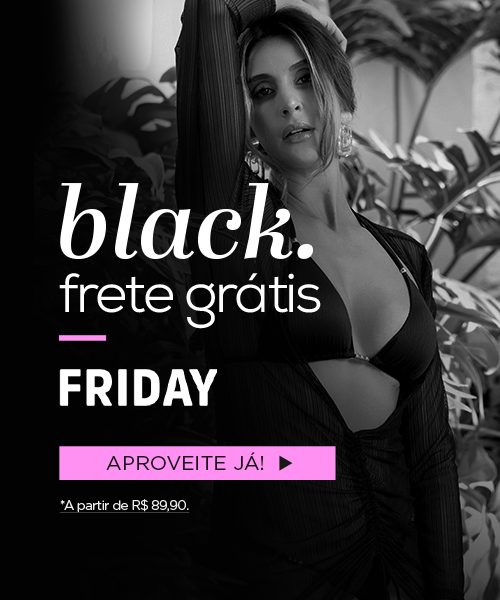 black.
frete grátis
FRIDAY
APROVEITE JÁ! ▶
*A partir de R$ 89,90.